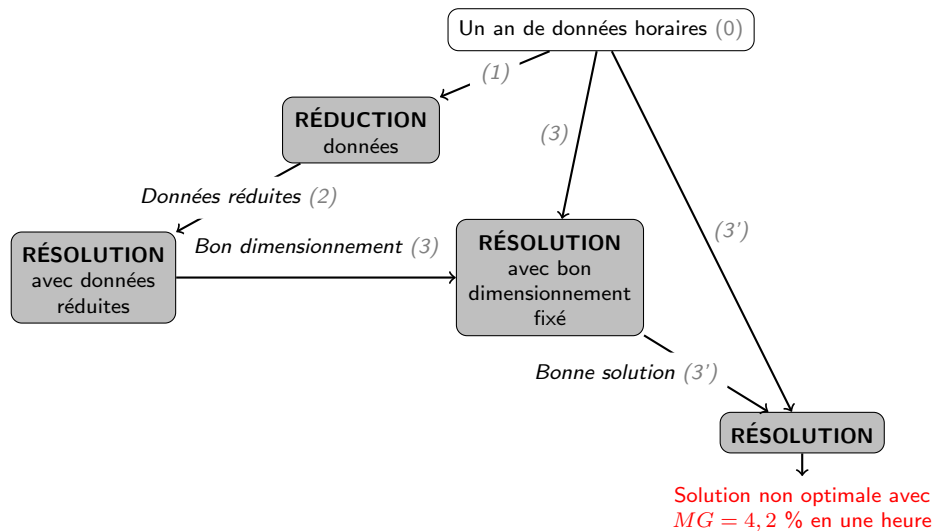 Un an de données horaires (0)
(1)
RÉDUCTION
données
(3)
Données réduites (2)
(3')
RÉSOLUTION
avec données
réduites
Bon dimensionnement (3)
RÉSOLUTION
avec bon
dimensionnement
fixé
Bonne solution (3')
RÉSOLUTION
Solution non optimale avec
MG = 4, 2 % en une heure